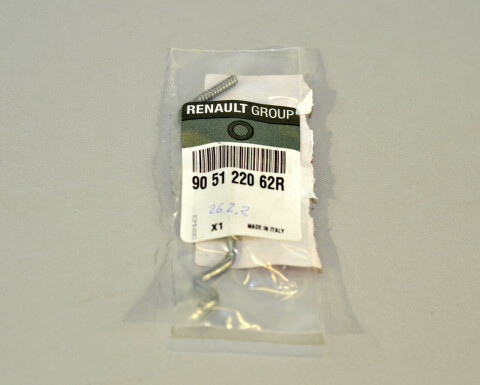 RENAULT GROUP
90 51 220 62R
26.2.2
X1 MADE IN ITALY